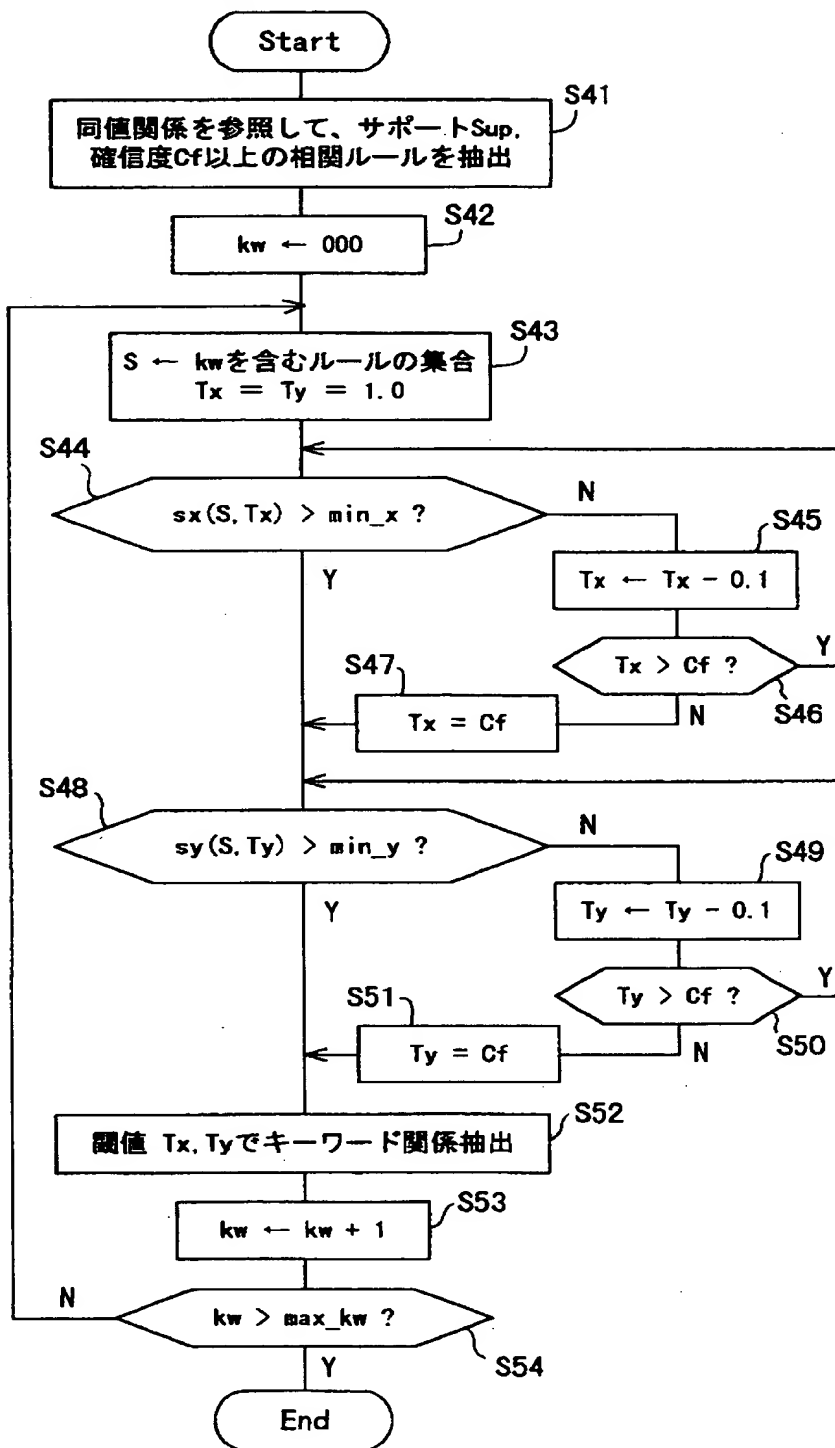 Start
S41
同値関係を参照して、サポートSup,
確信度Cf以上の相関ルールを抽出
S42
kw ← 000
S43
S ← kwを含むルールの集合
Tx = Ty = 1.0
S44
sx(S,Tx) > min_x ?
N
Y
S45
Tx ← Tx - 0.1
Tx > Cf ?
Y
S46
N
S47
Tx = Cf
S48
sy(S,Ty) > min_y ?
N
Y
S49
Ty ← Ty - 0.1
Ty > Cf ?
Y
S50
N
S51
Ty = Cf
S52
閾値 Tx,Tyでキーワード関係抽出
S53
kw ← kw + 1
N
kw > max_kw ?
S54
Y
End